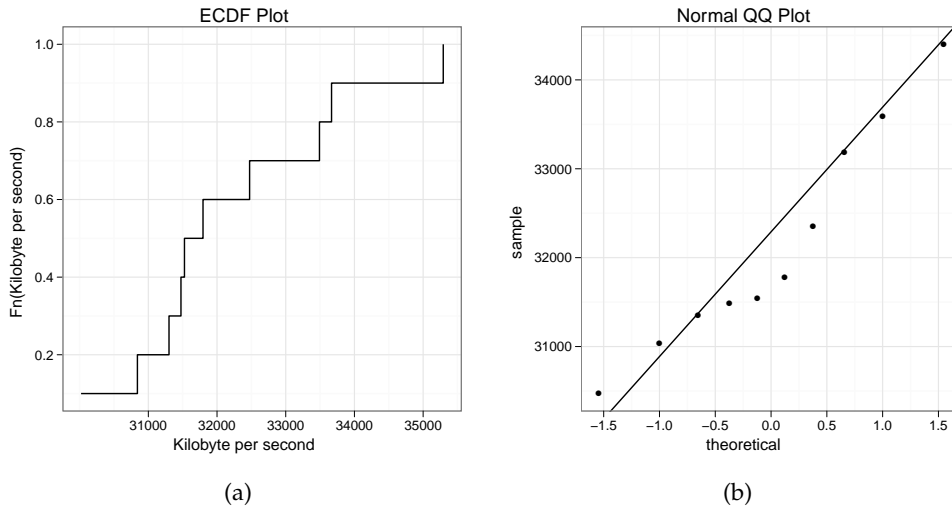 ECDF Plot
Fn(Kilobyte per second)
1.0
0.8
0.6
0.4
0.2
31000 32000 33000 34000 35000
Kilobyte per second
(a)
Normal QQ Plot
sample
34000
33000
32000
31000
−1.5 −1.0 −0.5 0.0 0.5 1.0 1.5
theoretical
(b)